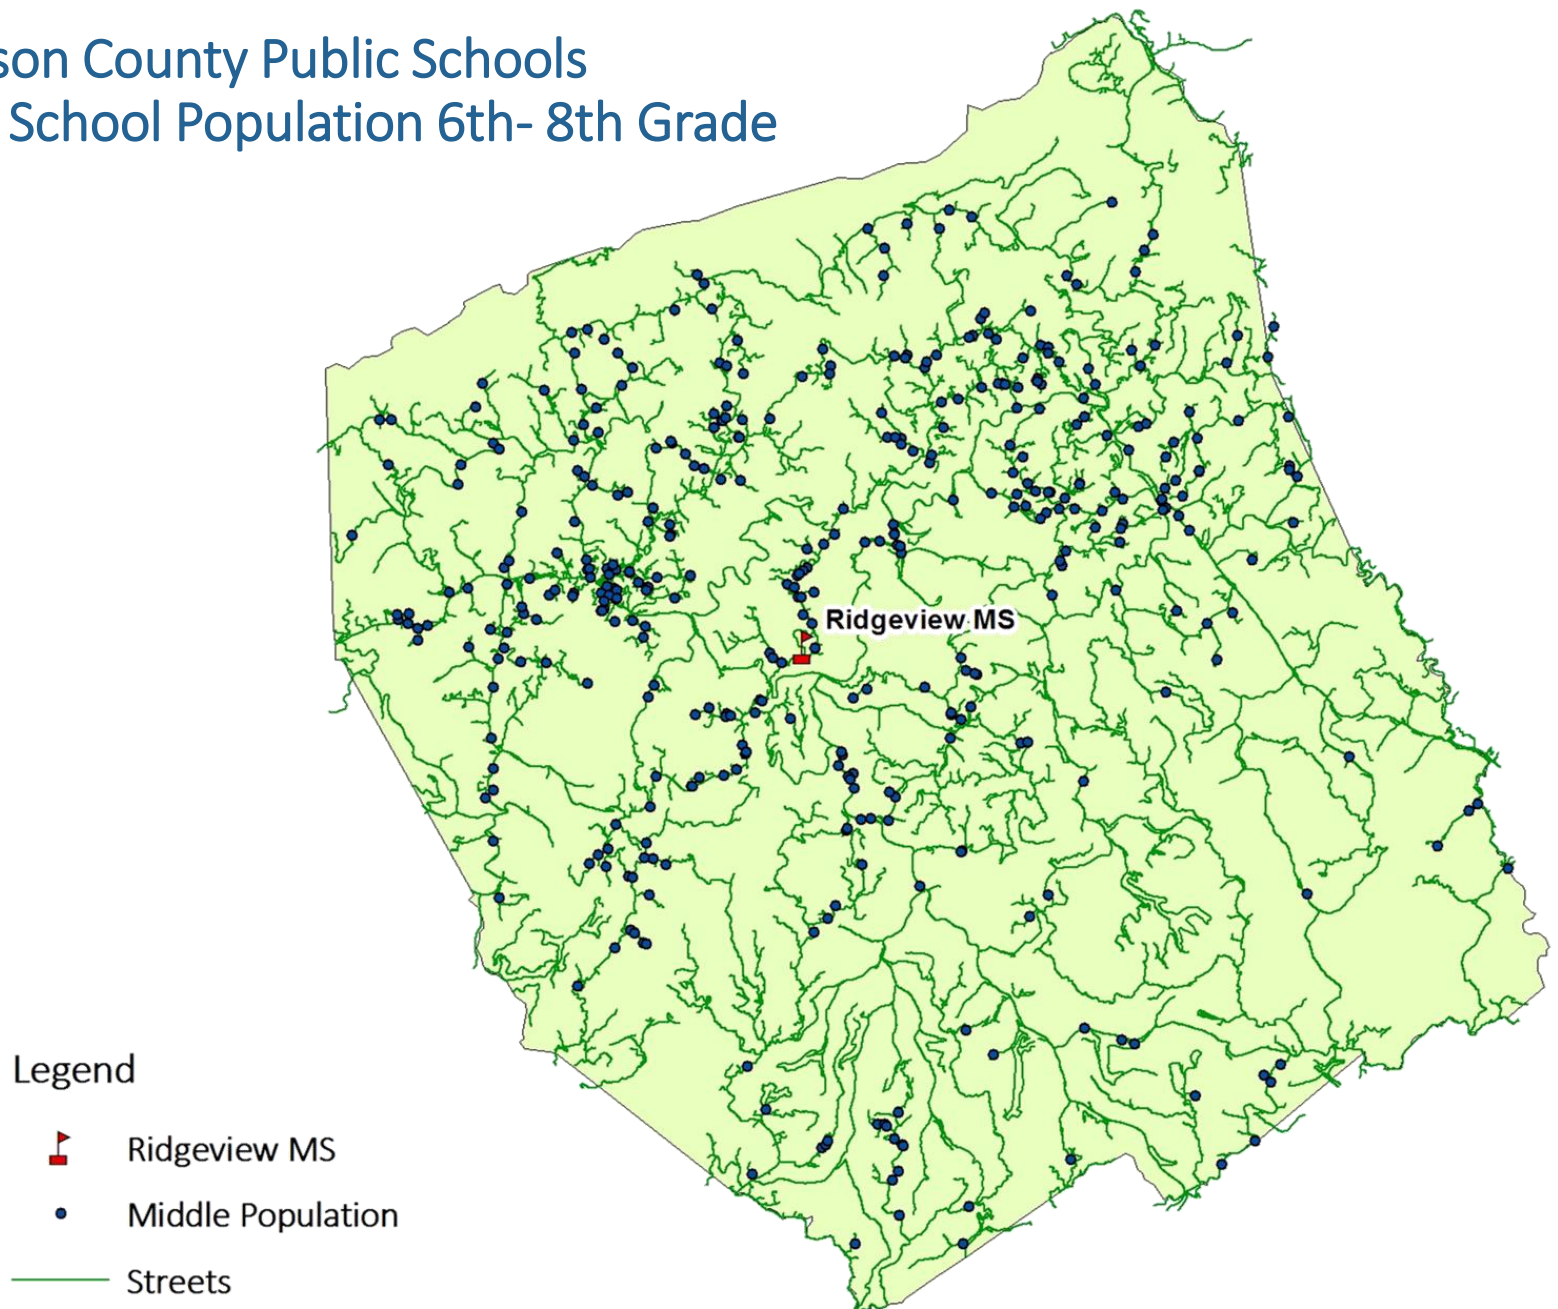 son County Public Schools
School Population 6th- 8th Grade
Ridgeview MS
Legend
Ridgeview MS
Middle Population
Streets